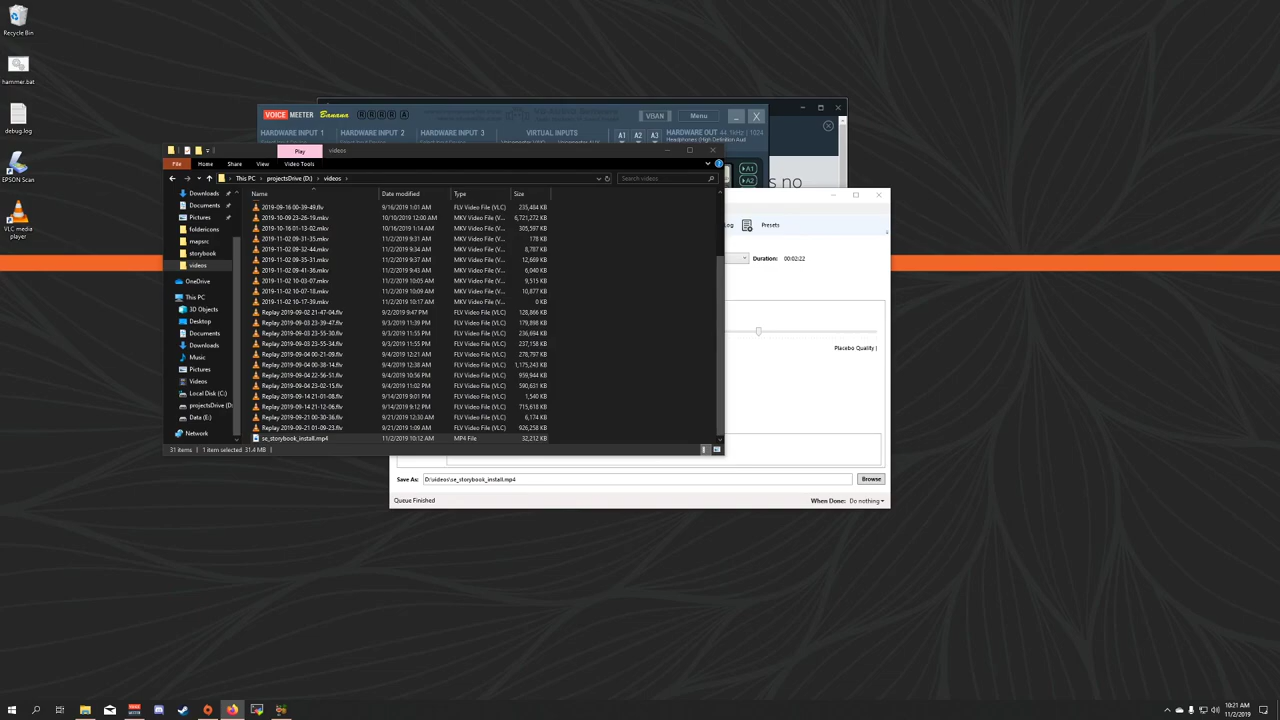 Recycle Bin
hammer.bat
debug.log
EPSON Scan
VLC media
player
VOICE MEETER Banana
VBAN Menu X
HARDWARE INPUT 1 HARDWARE INPUT 2 HARDWARE INPUT 3 VIRTUAL INPUTS A1 A2 A3 HARDWARE OUT 44.1kHz | 1024
A1
A2
s no
Play videos
File Home Share View Video Tools
This PC projectsDrive (D:) videos Search videos
Name Date modified Type Size
Downloads
Documents
Pictures
foldericons
mapsrc
storybook
videos
OneDrive
This PC
3D Objects
Desktop
Documents
Downloads
Music
Pictures
Videos
Local Disk (C:)
projectsDrive (D:
Data (E:)
Network
2019-09-16 00-39-49.flv 9/16/2019 1:01 AM FLV Video File (VLC) 235,484 KB
2019-10-09 23-26-19.mkv 10/10/2019 12:00 AM MKV Video File (V... 6,721,272 KB
2019-10-16 01-13-02.mkv 10/16/2019 1:14 AM MKV Video File (V... 305,597 KB
2019-11-02 09-31-35.mkv 11/2/2019 9:31 AM MKV Video File (V... 178 KB
2019-11-02 09-32-44.mkv 11/2/2019 9:34 AM MKV Video File (V... 8,787 KB
2019-11-02 09-35-31.mkv 11/2/2019 9:37 AM MKV Video File (V... 12,669 KB
2019-11-02 09-41-36.mkv 11/2/2019 9:43 AM MKV Video File (V... 6,040 KB
2019-11-02 10-03-07.mkv 11/2/2019 10:05 AM MKV Video File (V... 9,515 KB
2019-11-02 10-07-18.mkv 11/2/2019 10:09 AM MKV Video File (V... 10,877 KB
2019-11-02 10-17-39.mkv 11/2/2019 10:17 AM MKV Video File (V... 0 KB
Replay 2019-09-02 21-47-04.flv 9/2/2019 9:47 PM FLV Video File (VLC) 128,866 KB
Replay 2019-09-03 23-39-47.flv 9/3/2019 11:39 PM FLV Video File (VLC) 179,898 KB
Replay 2019-09-03 23-55-30.flv 9/3/2019 11:55 PM FLV Video File (VLC) 236,694 KB
Replay 2019-09-03 23-55-34.flv 9/3/2019 11:55 PM FLV Video File (VLC) 237,158 KB
Replay 2019-09-04 00-21-09.flv 9/4/2019 12:21 AM FLV Video File (VLC) 278,797 KB
Replay 2019-09-04 00-38-14.flv 9/4/2019 12:38 AM FLV Video File (VLC) 1,175,243 KB
Replay 2019-09-04 22-56-51.flv 9/4/2019 10:56 PM FLV Video File (VLC) 959,944 KB
Replay 2019-09-04 23-02-15.flv 9/4/2019 11:02 PM FLV Video File (VLC) 590,631 KB
Replay 2019-09-14 21-01-08.flv 9/14/2019 9:01 PM FLV Video File (VLC) 1,540 KB
Replay 2019-09-14 21-12-06.flv 9/14/2019 9:12 PM FLV Video File (VLC) 715,618 KB
Replay 2019-09-21 00-30-36.flv 9/21/2019 12:30 AM FLV Video File (VLC) 6,174 KB
Replay 2019-09-21 01-09-23.flv 9/21/2019 1:09 AM FLV Video File (VLC) 926,258 KB
se_storybook_install.mp4 11/2/2019 10:12 AM MP4 File 32,212 KB
31 items 1 item selected 31.4 MB
Log Presets
Duration: 00:02:22
Placebo Quality |
Save As: D:\videos\se_storybook_install.mp4 Browse
Queue Finished When Done: Do nothing
10:21 AM
11/2/2019